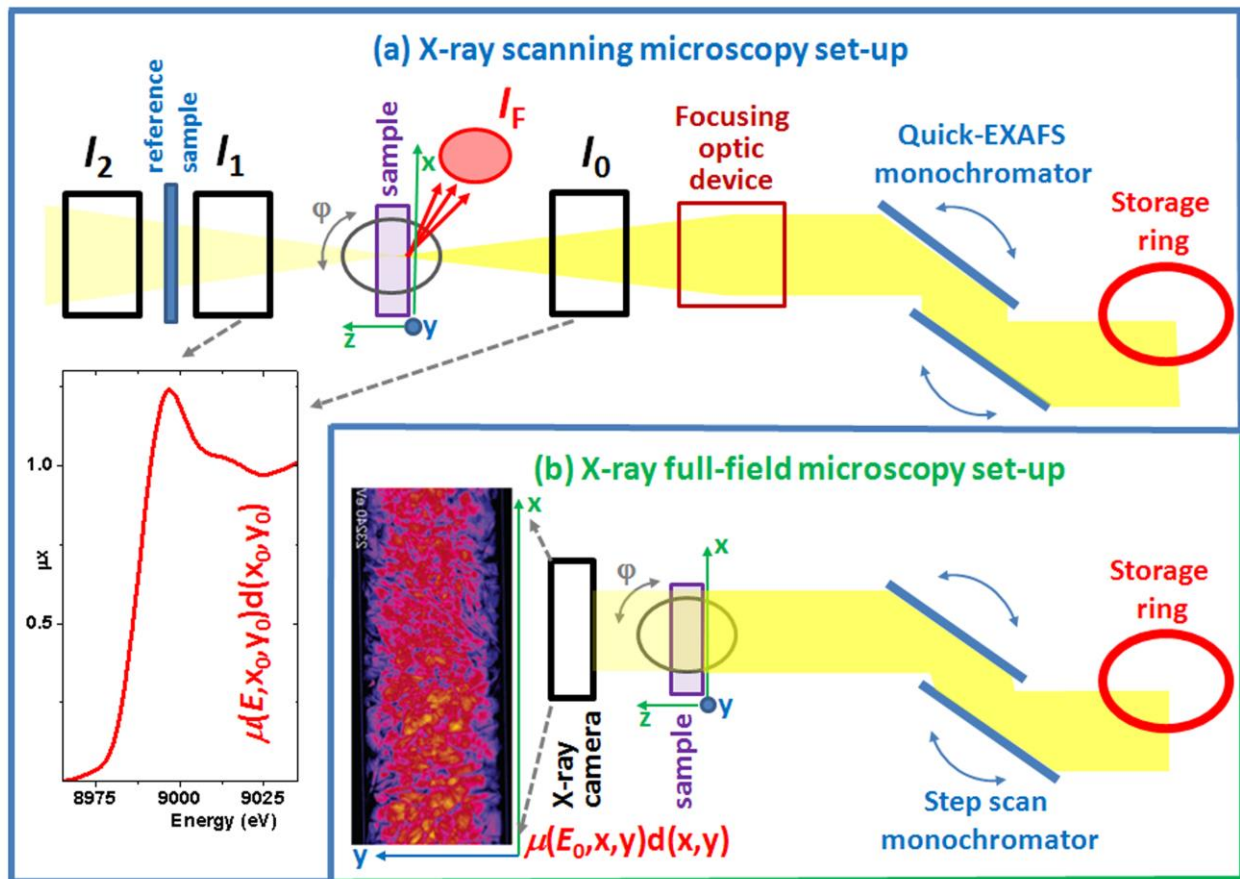 (a) X-ray scanning microscopy set-up
I2
reference
sample
I1
sample
x
φ
z
y
IF
I0
Focusing
optic
device
Quick-EXAFS
monochromator
Storage
ring
1.0
0.5
μx
8975 9000 9025
Energy (eV)
μ(E,x0,y0)d(x0,y0)
(b) X-ray full-field microscopy set-up
23240 eV
x
y
X-ray
camera
φ
x
z
y
sample
μ(E0,x,y)d(x,y)
Step scan
monochromator
Storage
ring